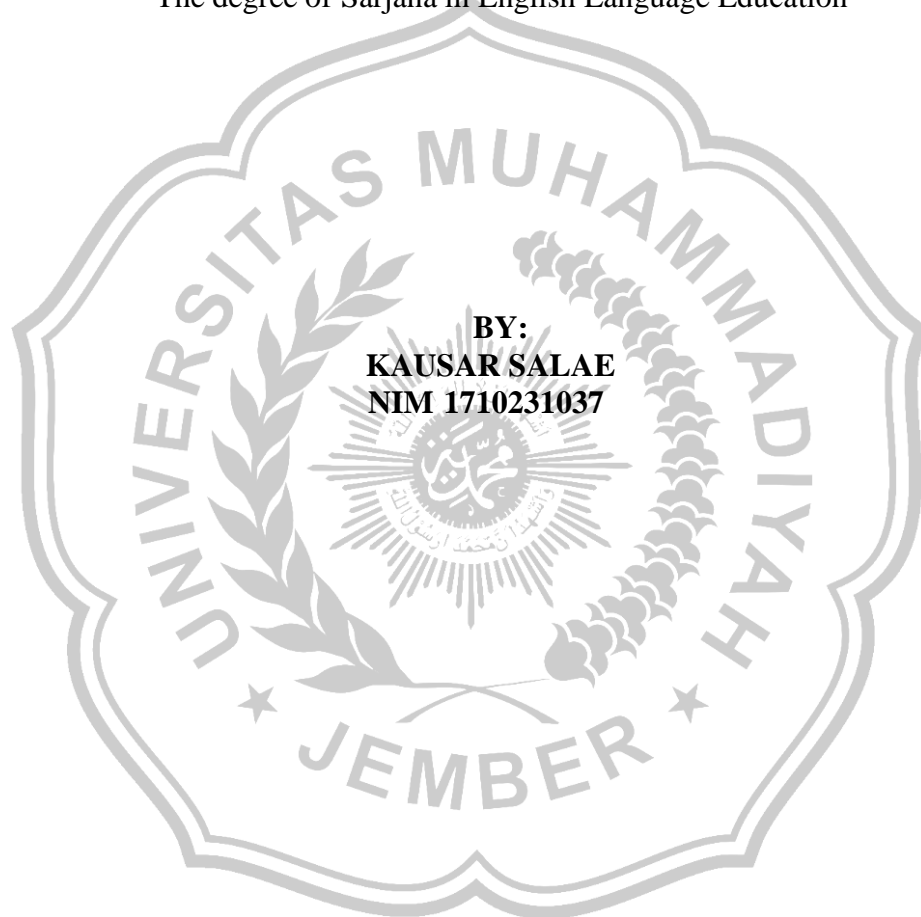 The degree of Sarjana in English Language Education
UNIVERSITAS MUHAMMADIYAH
BY:
KAUSAR SALAE
NIM 1710231037
JEMBER